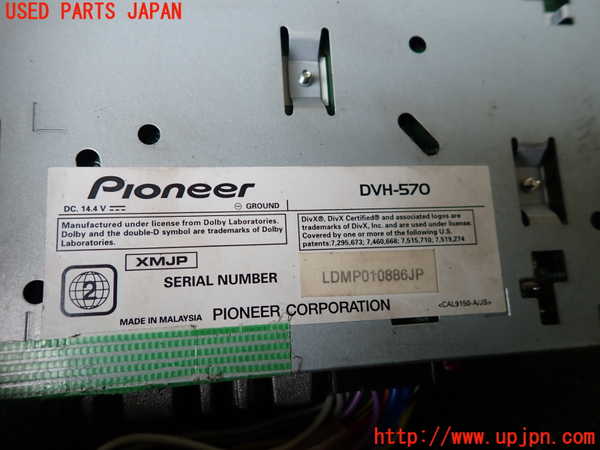 USED PARTS JAPAN
Pioneer
DVH-570
DC. 14.4 V
⊖ GROUND
Manufactured under license from Dolby Laboratories.
Dolby and the double-D symbol are trademarks of Dolby
Laboratories.
DivX®, DivX Certified® and associated logos are
trademarks of DivX, Inc. and are used under license.
Covered by one or more of the following U.S.
patents:7,295,673; 7,460,668; 7,515,710; 7,519,274
XMJP
2
SERIAL NUMBER
LDMP010886JP
MADE IN MALAYSIA
PIONEER CORPORATION
<CAL9150-A/JS>
http://www.upjpn.com/